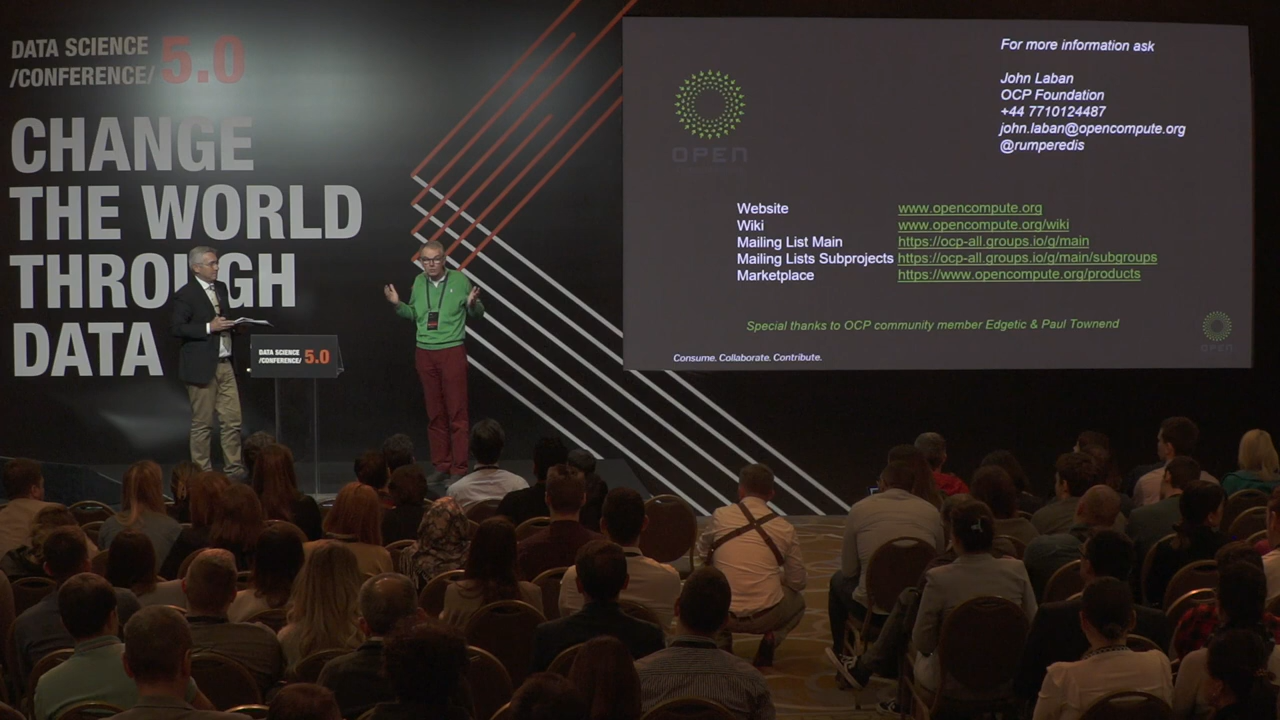 DATA SCIENCE
/CONFERENCE/ 5.0
CHANGE
THE WORLD
THROUGH
DATA
DATA SCIENCE
/CONFERENCE/ 5.0
OPEN
For more information ask
John Laban
OCP Foundation
+44 7710124487
john.laban@opencompute.org
@rumperedis
Website www.opencompute.org
Wiki www.opencompute.org/wiki
Mailing List Main https://ocp-all.groups.io/g/main
Mailing Lists Subprojects https://ocp-all.groups.io/g/main/subgroups
Marketplace https://www.opencompute.org/products
Special thanks to OCP community member Edgetic & Paul Townend
Consume. Collaborate. Contribute.
OPEN